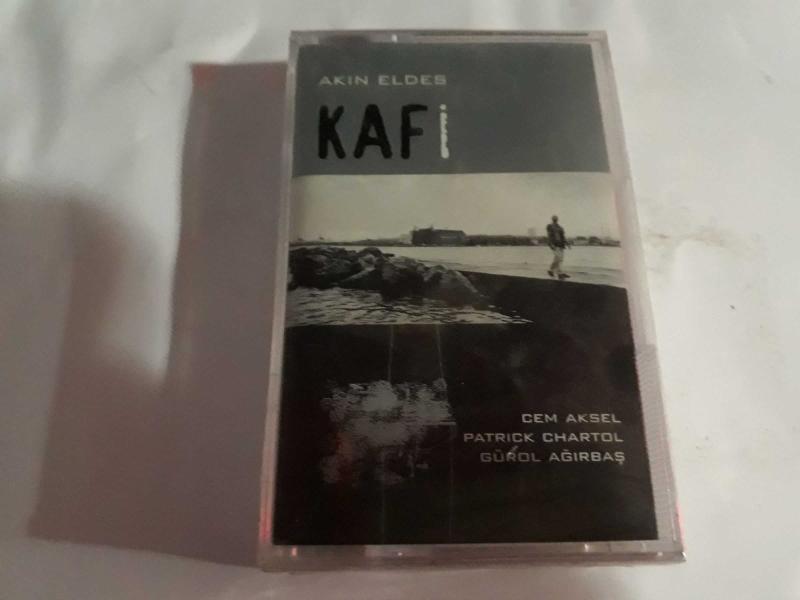 AKIN ELDES
KAFi
CEM AKSEL
PATRICK CHARTOL
GÜROL AĞIRBAŞ